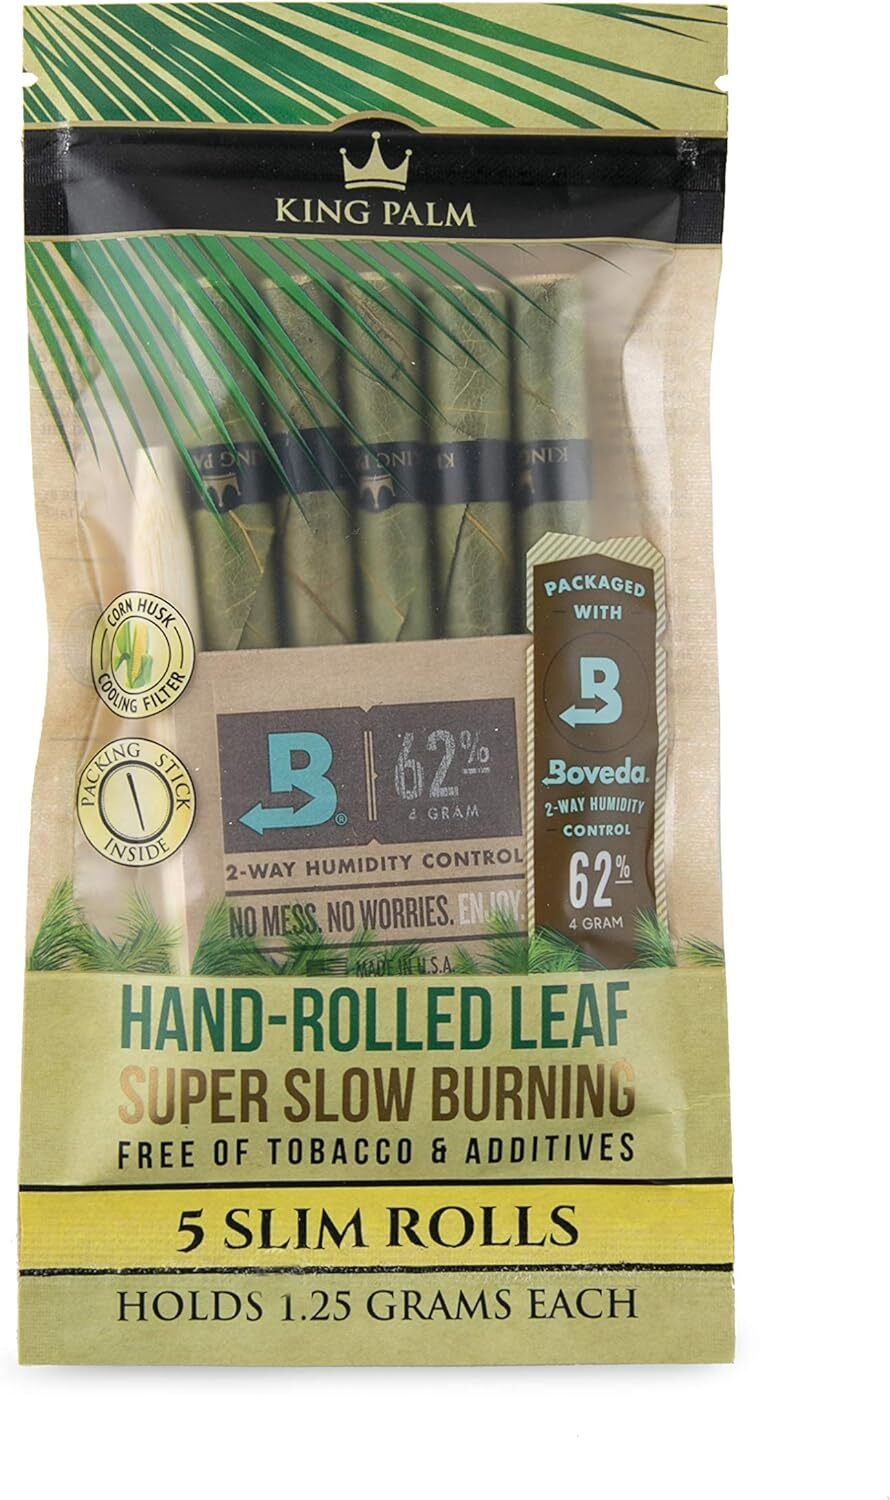 KING PALM
CORN HUSK
COOLING FILTER
PACKING STICK
INSIDE
B ®
62%
4 GRAM
2-WAY HUMIDITY CONTROL
NO MESS. NO WORRIES. ENJOY.
MADE IN U.S.A.
PACKAGED
WITH
B
Boveda®
2-WAY HUMIDITY
CONTROL
62%
4 GRAM
HAND-ROLLED LEAF
SUPER SLOW BURNING
FREE OF TOBACCO & ADDITIVES
5 SLIM ROLLS
HOLDS 1.25 GRAMS EACH